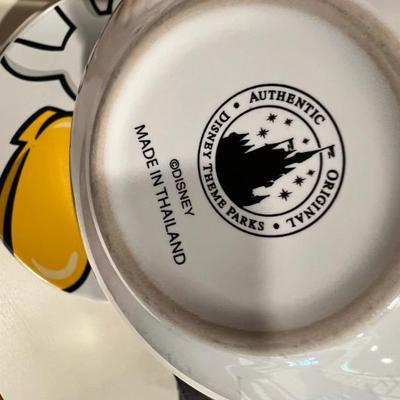 • AUTHENTIC • ORIGINAL •
DISNEY THEME PARKS
©DISNEY
MADE IN THAILAND